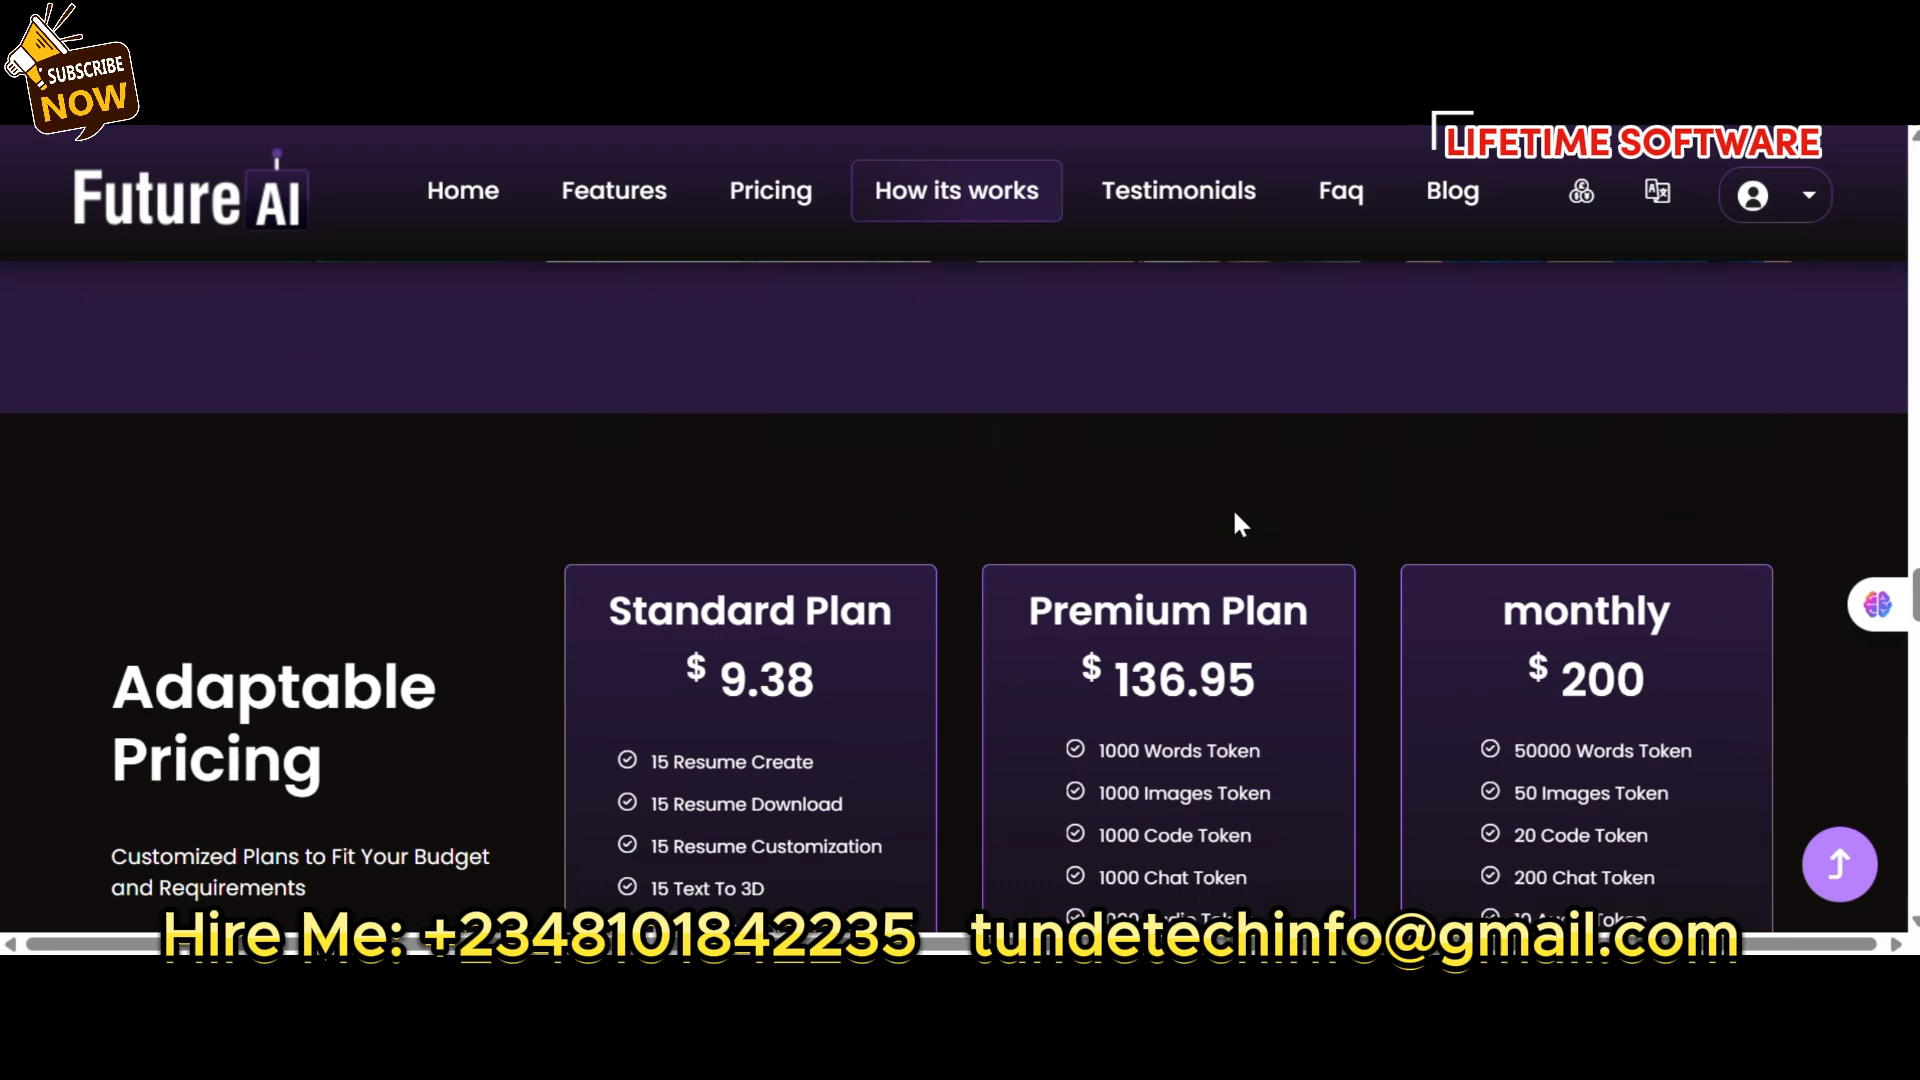 SUBSCRIBE
NOW
LIFETIME SOFTWARE
Future AI
Home
Features
Pricing
How its works
Testimonials
Faq
Blog
Adaptable
Pricing
Customized Plans to Fit Your Budget
and Requirements
Standard Plan
$ 9.38
15 Resume Create
15 Resume Download
15 Resume Customization
15 Text To 3D
Premium Plan
$ 136.95
1000 Words Token
1000 Images Token
1000 Code Token
1000 Chat Token
monthly
$ 200
50000 Words Token
50 Images Token
20 Code Token
200 Chat Token
Hire Me: +2348101842235 tundetechinfo@gmail.com